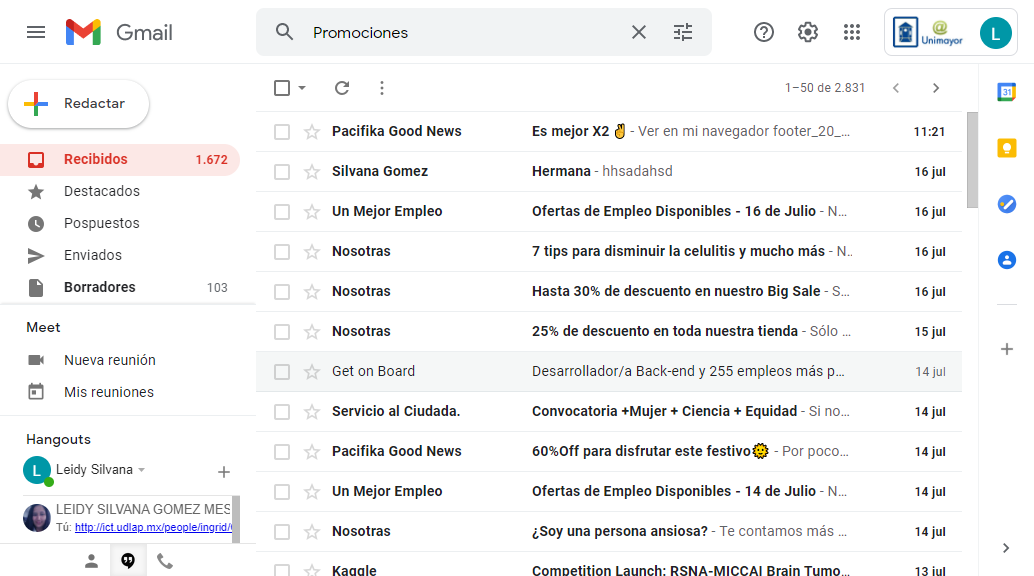 Gmail
Promociones
Unimayor
L
Redactar
1–50 de 2.831
Recibidos 1.672
Destacados
Pospuestos
Enviados
Borradores 103
Meet
Nueva reunión
Mis reuniones
Hangouts
L Leidy Silvana
LEIDY SILVANA GOMEZ MES
Tú: http://ict.udlap.mx/people/ingrid/
Pacifika Good News Es mejor X2 ✌ - Ver en mi navegador footer_20_… 11:21
Silvana Gomez Hermana - hhsadahsd 16 jul
Un Mejor Empleo Ofertas de Empleo Disponibles - 16 de Julio - N… 16 jul
Nosotras 7 tips para disminuir la celulitis y mucho más - N.. 16 jul
Nosotras Hasta 30% de descuento en nuestro Big Sale - S… 16 jul
Nosotras 25% de descuento en toda nuestra tienda - Sólo … 15 jul
Get on Board Desarrollador/a Back-end y 255 empleos más p… 14 jul
Servicio al Ciudada. Convocatoria +Mujer + Ciencia + Equidad - Si no… 14 jul
Pacifika Good News 60%Off para disfrutar este festivo🌞 - Por poco… 14 jul
Un Mejor Empleo Ofertas de Empleo Disponibles - 14 de Julio - N… 14 jul
Nosotras ¿Soy una persona ansiosa? - Te contamos más … 14 jul
Kaggle Competition Launch: RSNA-MICCAI Brain Tumo… 13 jul
31